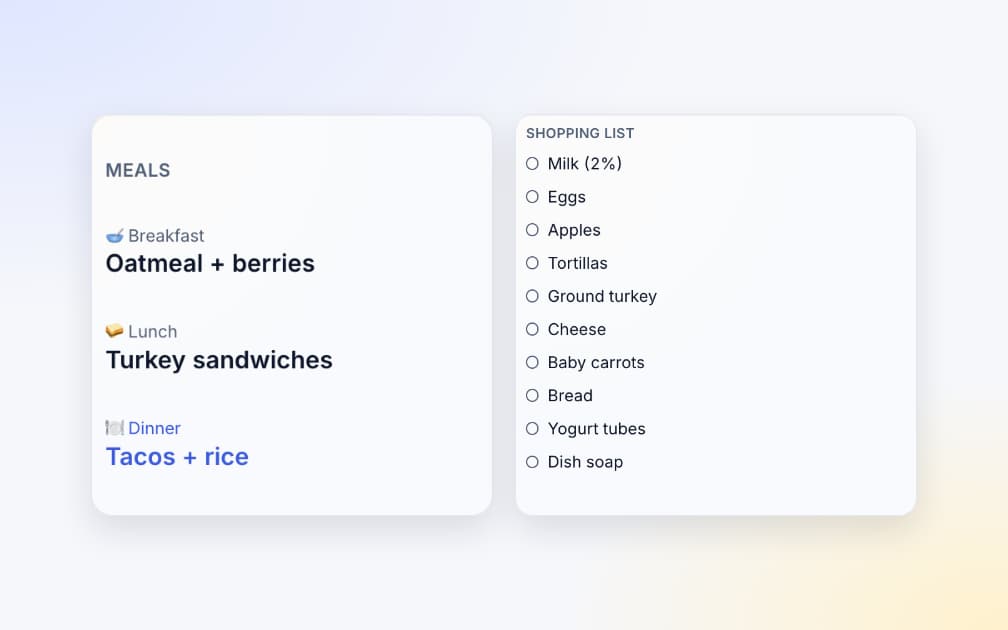 MEALS
🥣 Breakfast
Oatmeal + berries
🥪 Lunch
Turkey sandwiches
🍽️ Dinner
Tacos + rice
SHOPPING LIST
Milk (2%)
Eggs
Apples
Tortillas
Ground turkey
Cheese
Baby carrots
Bread
Yogurt tubes
Dish soap